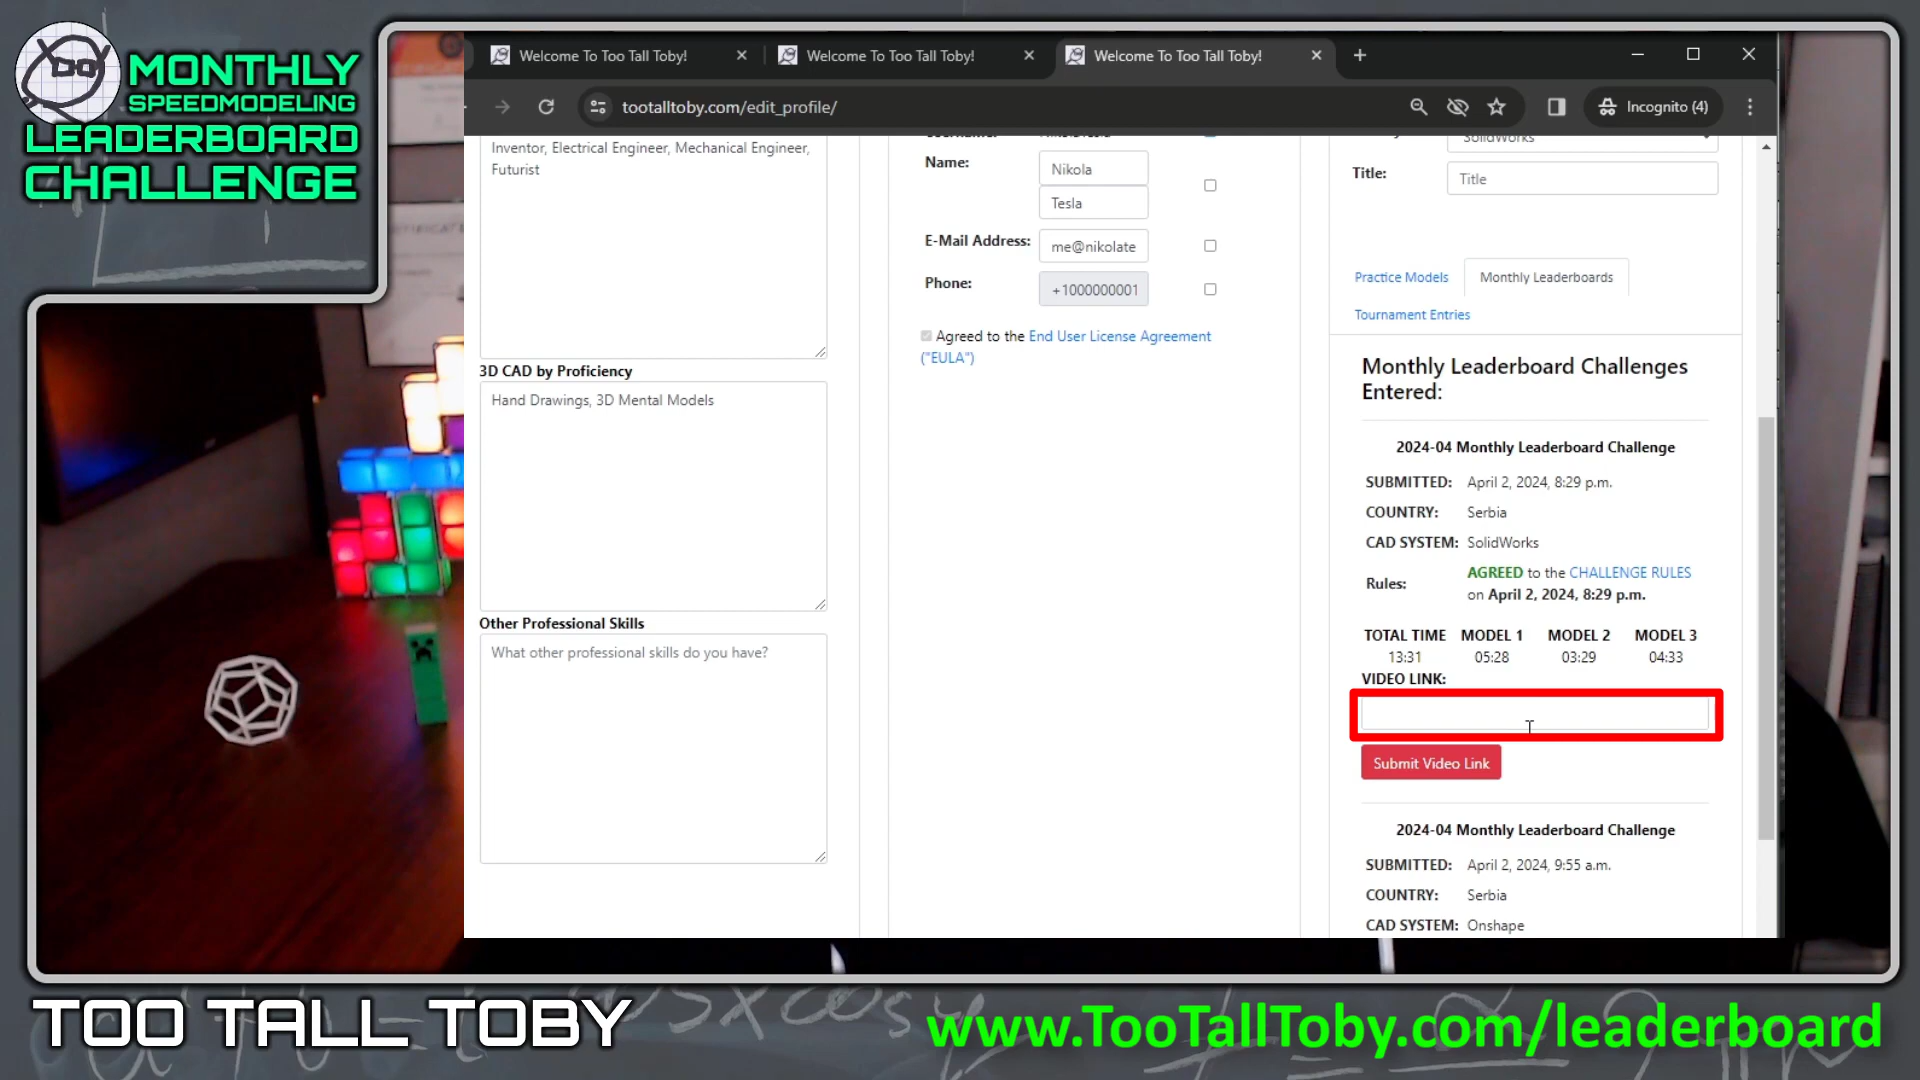 MONTHLY
SPEEDMODELING
LEADERBOARD
CHALLENGE
Welcome To Too Tall Toby!
Welcome To Too Tall Toby!
Welcome To Too Tall Toby!
tootalltoby.com/edit_profile/
Incognito (4)
Inventor, Electrical Engineer, Mechanical Engineer,
Futurist
3D CAD by Proficiency
Hand Drawings, 3D Mental Models
Other Professional Skills
What other professional skills do you have?
Name:
Nikola
Tesla
E-Mail Address:
me@nikolate
Phone:
+1000000001
Agreed to the End User License Agreement
("EULA")
SolidWorks
Title:
Title
Practice Models
Monthly Leaderboards
Tournament Entries
Monthly Leaderboard Challenges
Entered:
2024-04 Monthly Leaderboard Challenge
SUBMITTED: April 2, 2024, 8:29 p.m.
COUNTRY: Serbia
CAD SYSTEM: SolidWorks
Rules: AGREED to the CHALLENGE RULES
on April 2, 2024, 8:29 p.m.
TOTAL TIME MODEL 1 MODEL 2 MODEL 3
13:31 05:28 03:29 04:33
VIDEO LINK:
Submit Video Link
2024-04 Monthly Leaderboard Challenge
SUBMITTED: April 2, 2024, 9:55 a.m.
COUNTRY: Serbia
CAD SYSTEM: Onshape
TOO TALL TOBY
www.TooTallToby.com/leaderboard